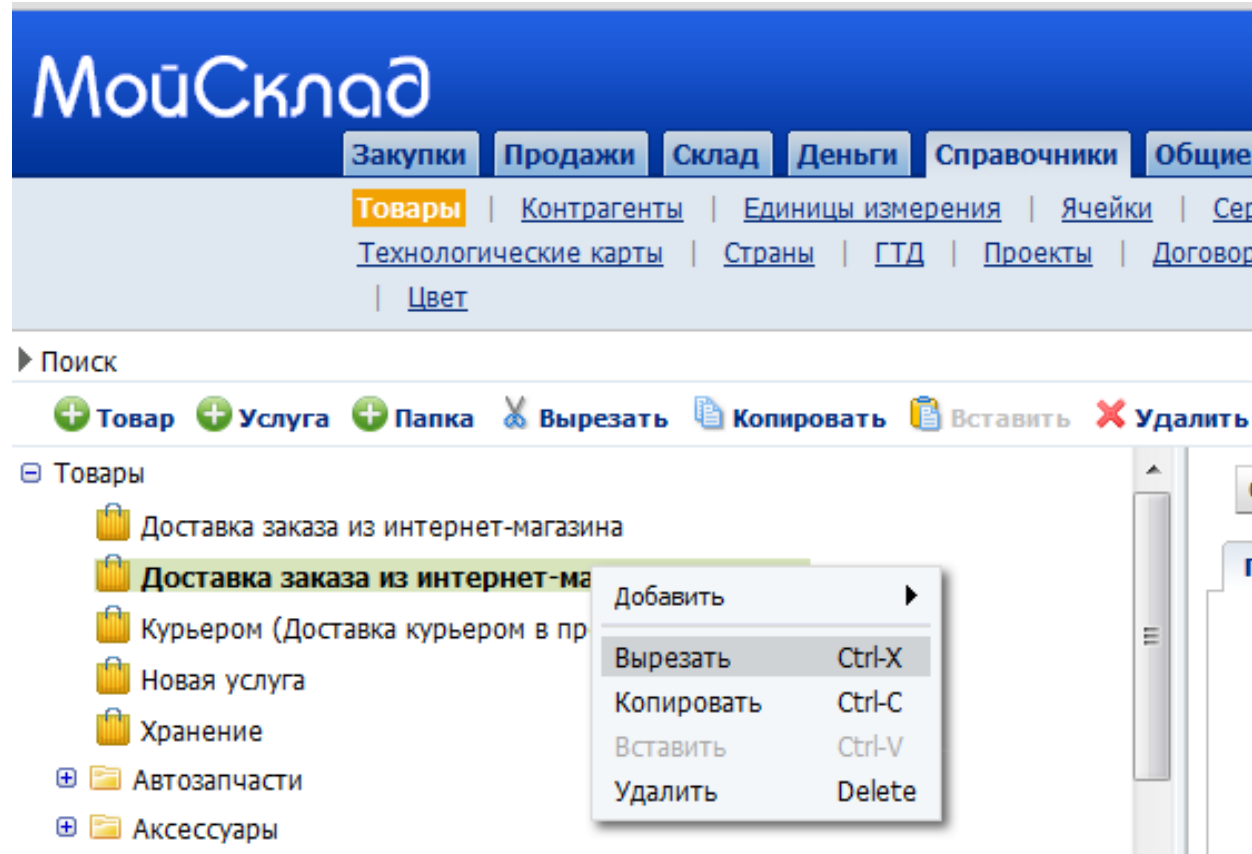 МойСклад
Закупки Продажи Склад Деньги Справочники Общие
Товары | Контрагенты | Единицы измерения | Ячейки | Сер
Технологические карты | Страны | ГТД | Проекты | Договор
| Цвет
Поиск
Товар Услуга Папка Вырезать Копировать Вставить Удалить
Товары
Доставка заказа из интернет-магазина
Доставка заказа из интернет-ма
Добавить
Курьером (Доставка курьером в пр
Вырезать Ctrl-X
Новая услуга
Копировать Ctrl-C
Хранение
Вставить Ctrl-V
Автозапчасти
Удалить Delete
Аксессуары